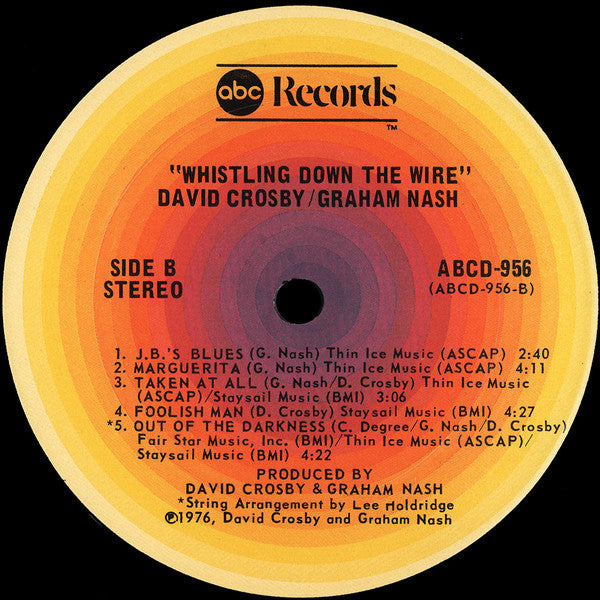 abc Records
TM
"WHISTLING DOWN THE WIRE"
DAVID CROSBY/GRAHAM NASH
SIDE B
STEREO
ABCD-956
(ABCD-956-B)
1. J.B.'S BLUES (G. Nash) Thin Ice Music (ASCAP) 2:40
2. MARGUERITA (G. Nash) Thin Ice Music (ASCAP) 4:11
3. TAKEN AT ALL (G. Nash/D. Crosby) Thin Ice Music
(ASCAP)/Staysail Music (BMI) 3:06
4. FOOLISH MAN (D. Crosby) Staysail Music (BMI) 4:27
*5. OUT OF THE DARKNESS (C. Degree/G. Nash/D. Crosby)
Fair Star Music, Inc. (BMI)/Thin Ice Music (ASCAP)/
Staysail Music (BMI) 4:22
PRODUCED BY
DAVID CROSBY & GRAHAM NASH
*String Arrangement by Lee Holdridge
℗1976, David Crosby and Graham Nash